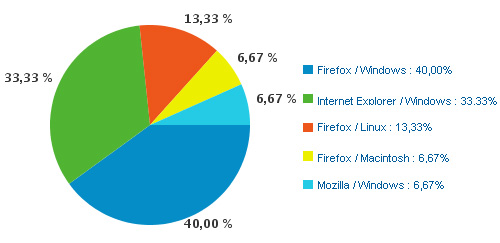 13,33 %
6,67 %
33,33 %
6,67 %
40,00 %
Firefox / Windows : 40,00%
Internet Explorer / Windows : 33.33%
Firefox / Linux : 13,33%
Firefox / Macintosh : 6,67%
Mozilla / Windows : 6,67%